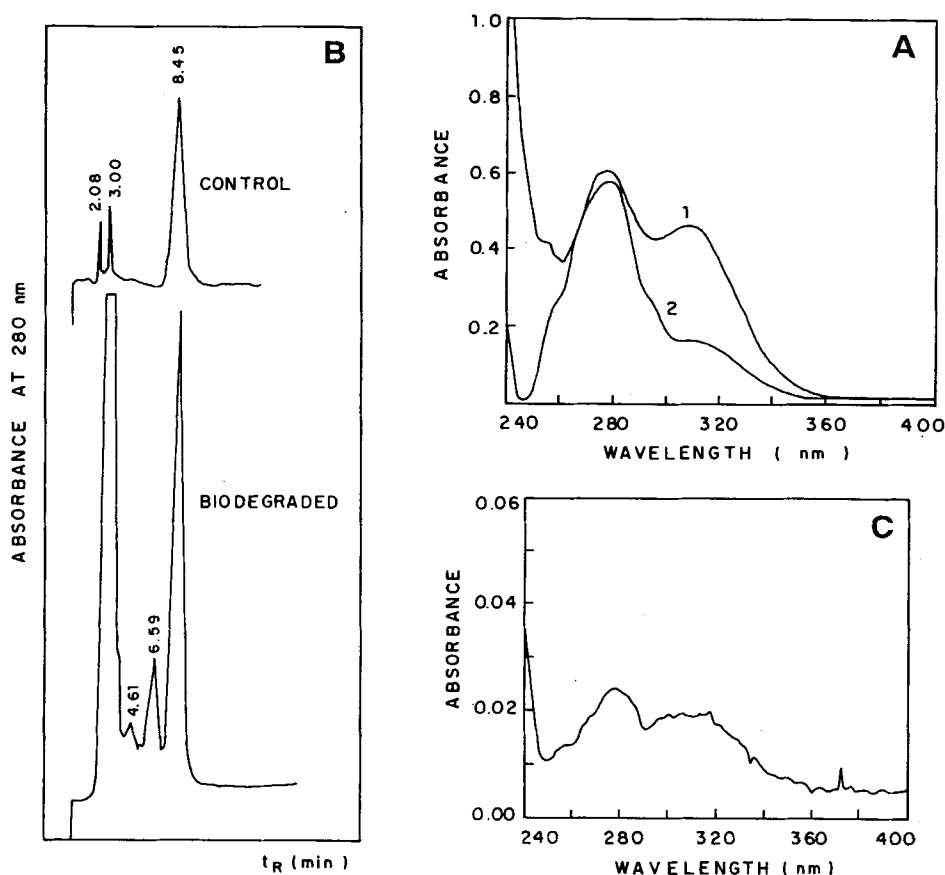 B
ABSORBANCE AT 280 nm
2.08
3.00
8.45
CONTROL
4.61
6.59
BIODEGRADED
tR (min)
A
ABSORBANCE
1.0
0.8
0.6
0.4
0.2
1
2
240 280 320 360 400
WAVELENGTH ( nm )
C
ABSORBANCE
0.06
0.04
0.02
0.00
240 280 320 360 400
WAVELENGTH (nm)